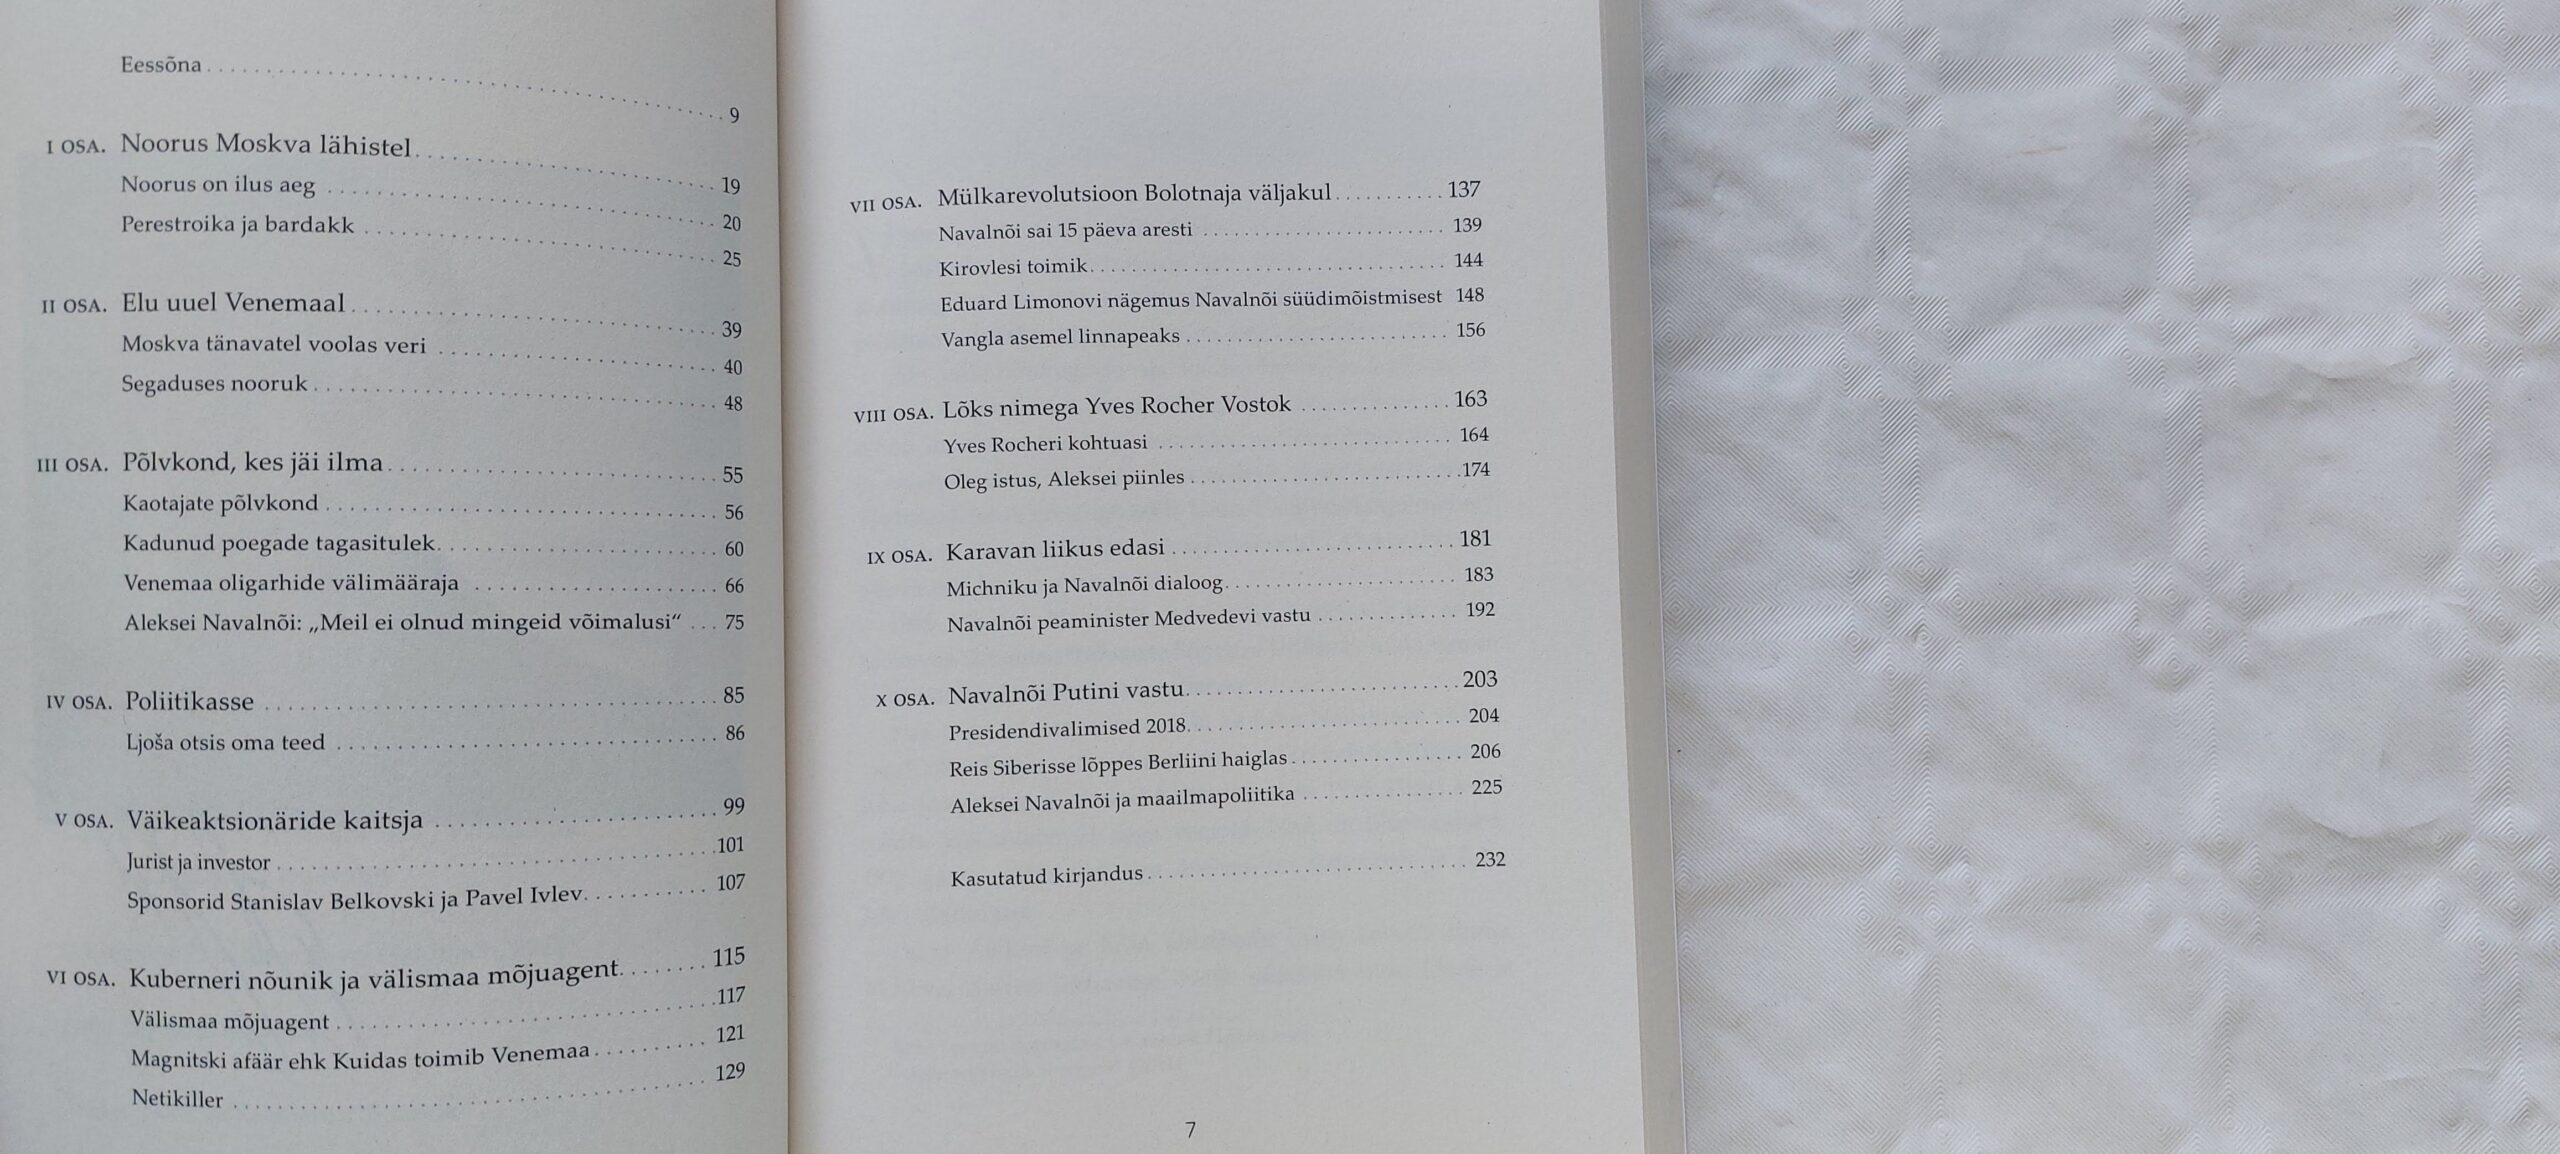 Eessõna . . . . . . . . . . . . . . . . . . . . 9
I OSA. Noorus Moskva lähistel . . . . . . . . . . 19
Noorus on ilus aeg . . . . . . . . . . 20
Perestroika ja bardakk . . . . . . . . . . 25
II OSA. Elu uuel Venemaal . . . . . . . . . . 39
Moskva tänavatel voolas veri . . . . . . . . . . 40
Segaduses nooruk . . . . . . . . . . 48
III OSA. Põlvkond, kes jäi ilma . . . . . . . . . . 55
Kaotajate põlvkond . . . . . . . . . . 56
Kadunud poegade tagasitulek . . . . . . . . . . 60
Venemaa oligarhide välimääraja . . . . . . . . . . 66
Aleksei Navalnõi: „Meil ei olnud mingeid võimalusi“ . . . 75
IV OSA. Poliitikasse . . . . . . . . . . 85
Ljoša otsis oma teed . . . . . . . . . . 86
V OSA. Väikeaktsionäride kaitsja . . . . . . . . . . 99
Jurist ja investor . . . . . . . . . . 101
Sponsorid Stanislav Belkovski ja Pavel Ivlev . . . . . . . . . . 107
VI OSA. Kuberneri nõunik ja välismaa mõjuagent . . . . . . . . 115
Välismaa mõjuagent . . . . . . . . . . 117
Magnitski afäär ehk Kuidas toimib Venemaa . . . . . . . . . . 121
Netikiller . . . . . . . . . . 129
VII OSA. Mülkarevolutsioon Bolotnaja väljakul . . . . . . . . . . 137
Navalnõi sai 15 päeva aresti . . . . . . . . . . 139
Kirovlesi toimik . . . . . . . . . . 144
Eduard Limonovi nägemus Navalnõi süüdimõistmisest 148
Vangla asemel linnapeaks . . . . . . . . . . 156
VIII OSA. Lõks nimega Yves Rocher Vostok . . . . . . . . . . 163
Yves Rocheri kohtuasi . . . . . . . . . . 164
Oleg istus, Aleksei piinles . . . . . . . . . . 174
IX OSA. Karavan liikus edasi . . . . . . . . . . 181
Michniku ja Navalnõi dialoog . . . . . . . . . . 183
Navalnõi peaminister Medvedevi vastu . . . . . . . . . . 192
X OSA. Navalnõi Putini vastu . . . . . . . . . . 203
Presidendivalimised 2018 . . . . . . . . . . 204
Reis Siberisse lõppes Berliini haiglas . . . . . . . . . . 206
Aleksei Navalnõi ja maailmapoliitika . . . . . . . . . . 225
Kasutatud kirjandus . . . . . . . . . . 232
7